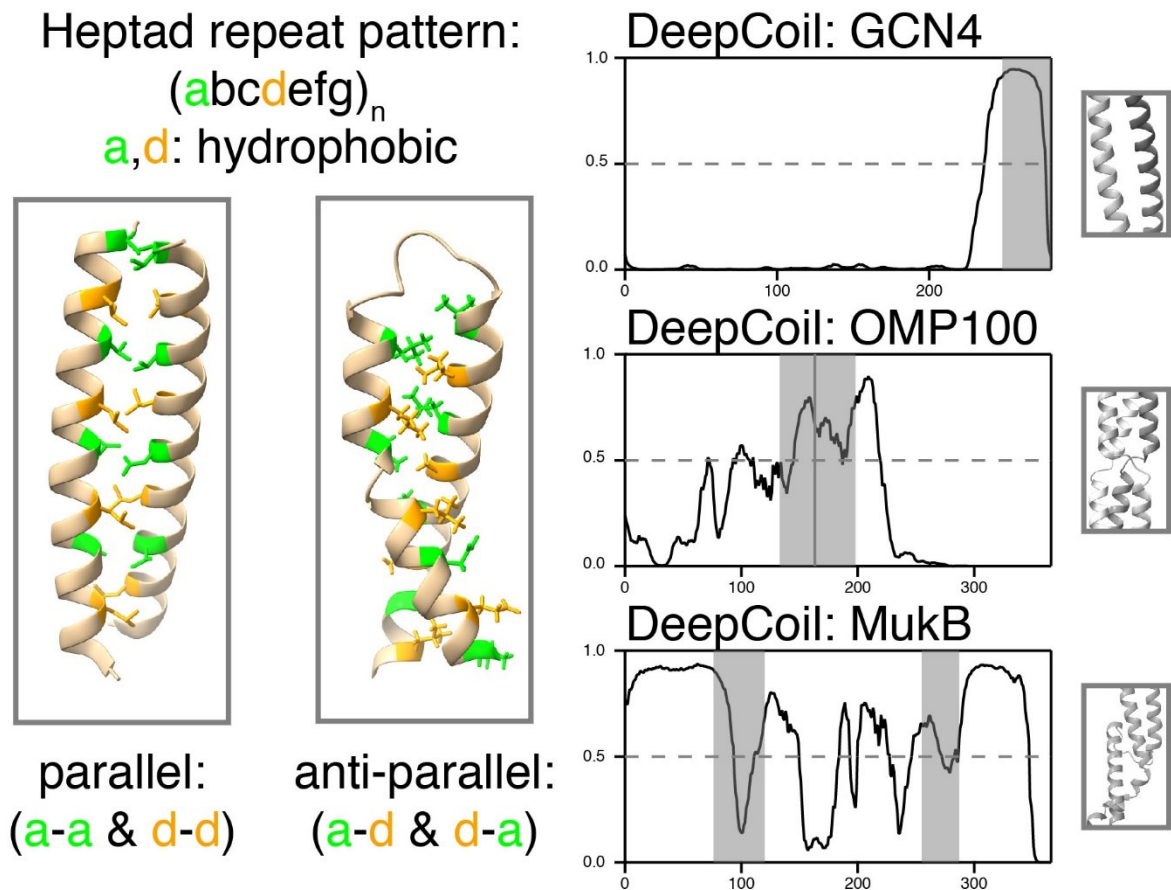 Heptad repeat pattern:
(abcdefg)n
a,d: hydrophobic
parallel:
(a-a & d-d)
anti-parallel:
(a-d & d-a)
DeepCoil: GCN4
1.0
0.5
0.0
0 100 200
DeepCoil: OMP100
1.0
0.5
0.0
0 100 200 300
DeepCoil: MukB
1.0
0.5
0.0
0 100 200 300